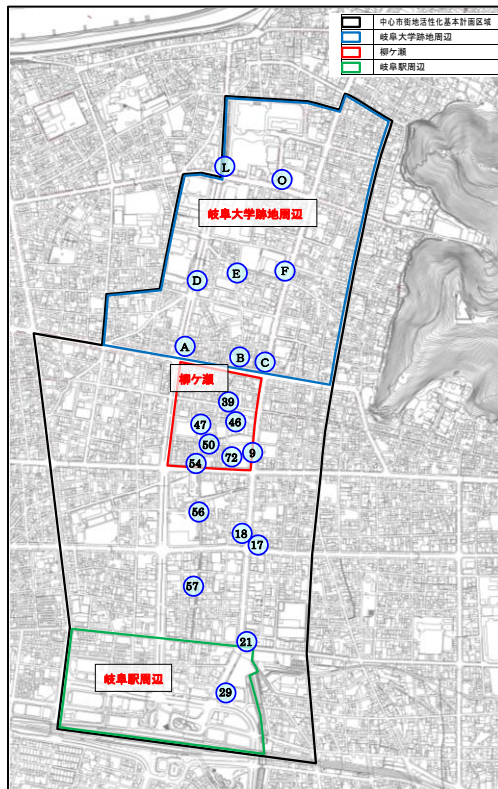 中心市街地活性化基本計画区域
岐阜大学跡地周辺
柳ケ瀬
岐阜駅周辺
L
O
岐阜大学跡地周辺
D
E
F
A
B
C
柳ケ瀬
39
47
46
50
54
72
9
56
18
17
57
21
岐阜駅周辺
29